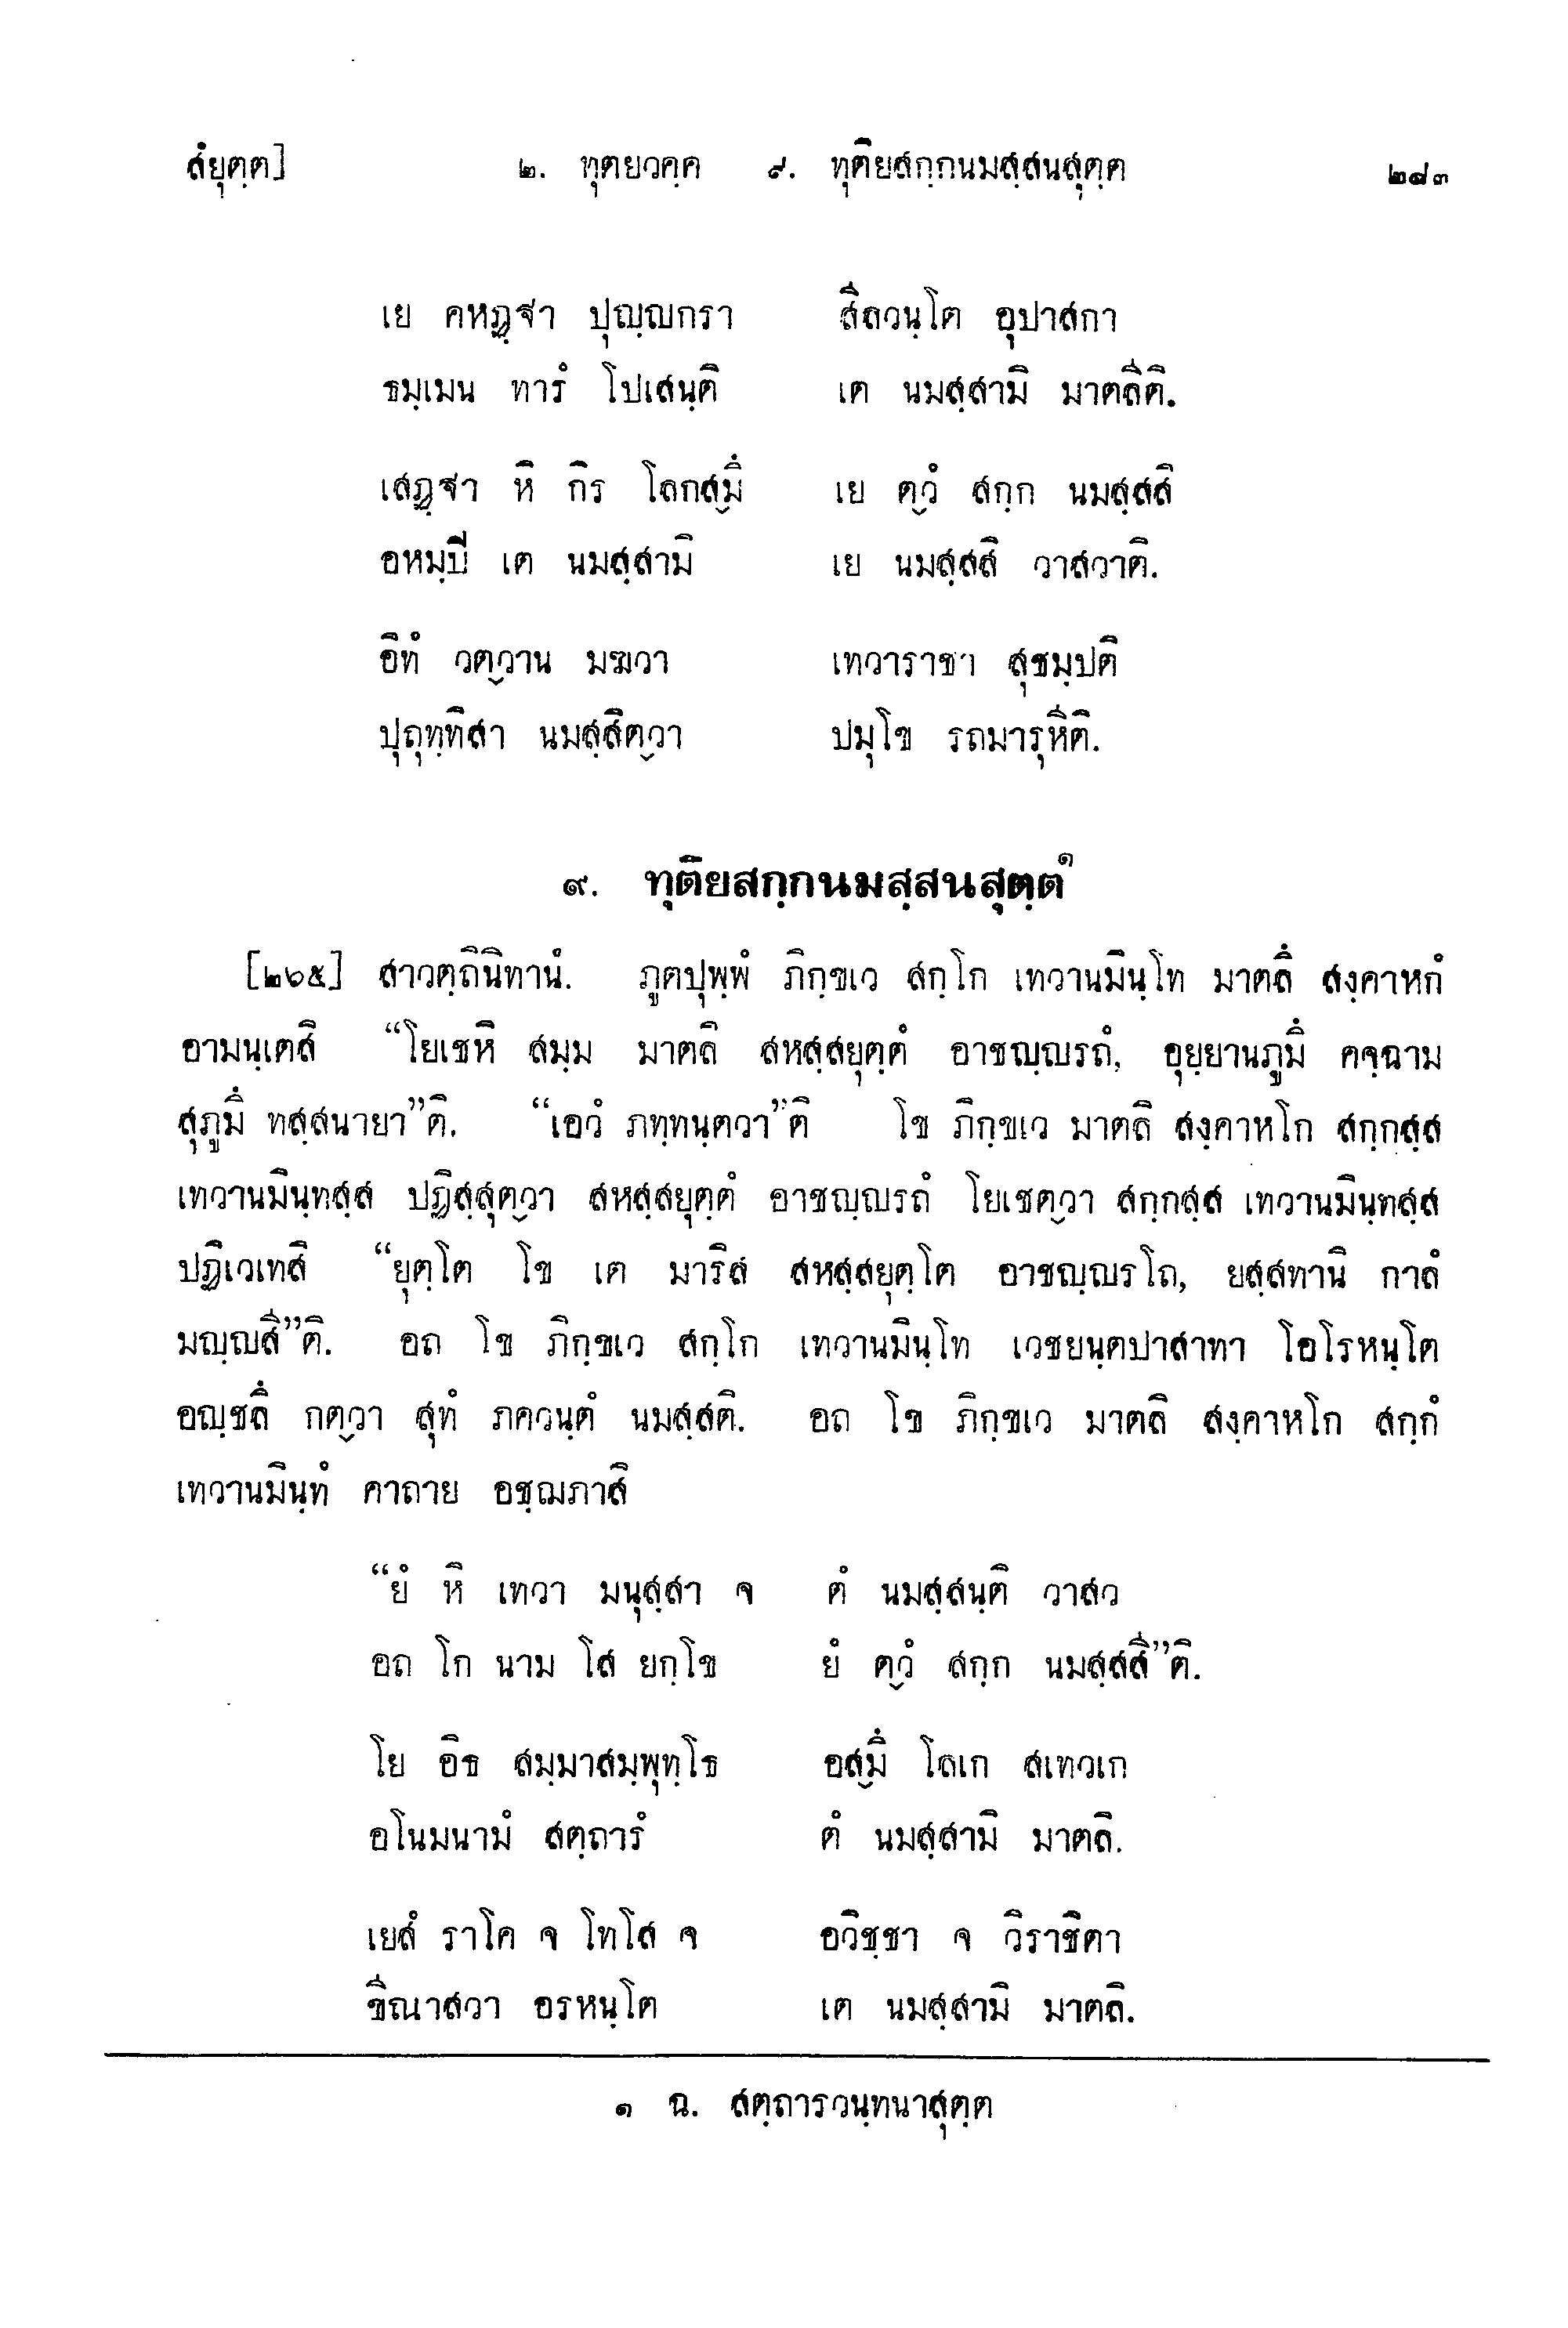 สํยุตฺต]	๒. ทุตยวคฺค ๙. ทุติยสกฺกนมสฺสนสุตฺต	๒๘๓
เย คหฏฺฐา ปุญฺญกรา	สีลวนฺโต อุปาสกา
ธมฺเมน ทารํ โปเสนฺติ	เต นมสฺสามิ มาตลีติ.
เสฏฺฐา หิ กิร โลกสฺมึ	เย ตฺวํ สกฺก นมสฺสสิ
อหมฺปิ เต นมสฺสามิ	เย นมสฺสสิ วาสวาติ.
อิทํ วตฺวาน มฆวา	เทวาราชา สุชมฺปติ
ปุถุทฺทิสา นมสฺสิตฺวา	ปมุโข รถมารุหีติ.
๙. ทุติยสกฺกนมสฺสนสุตฺตํ๑
[๒๖๕] สาวตฺถินิทานํ. ภูตปุพฺพํ ภิกฺขเว สกฺโก เทวานมินฺโท มาตลึ สงฺคาหกํ
อามนฺเตสิ “โยเชหิ สมฺม มาตลิ สหสฺสยุตฺตํ อาชญฺญรถํ, อุยฺยานภูมึ คจฺฉาม
สุภูมึ ทสฺสนายา”ติ. “เอวํ ภทฺทนฺตวา”ติ โข ภิกฺขเว มาตลิ สงฺคาหโก สกฺกสฺส
เทวานมินฺทสฺส ปฏิสฺสุตฺวา สหสฺสยุตฺตํ อาชญฺญรถํ โยเชตฺวา สกฺกสฺส เทวานมินฺทสฺส
ปฏิเวเทสิ “ยุตฺโต โข เต มาริส สหสฺสยุตฺโต อาชญฺญรโถ, ยสฺสทานิ กาลํ
มญฺญสี”ติ. อถ โข ภิกฺขเว สกฺโก เทวานมินฺโท เวชยนฺตปาสาทา โอโรหนฺโต
อญฺชลึ กตฺวา สุทํ ภควนฺตํ นมสฺสติ. อถ โข ภิกฺขเว มาตลิ สงฺคาหโก สกฺกํ
เทวานมินฺทํ คาถาย อชฺฌภาสิ
“ยํ หิ เทวา มนุสฺสา จ	ตํ นมสฺสนฺติ วาสว
อถ โก นาม โส ยกฺโข	ยํ ตฺวํ สกฺก นมสฺสสี”ติ.
โย อิธ สมฺมาสมฺพุทฺโธ	อสฺมึ โลเก สเทวเก
อโนมนามํ สตฺถารํ	ตํ นมสฺสามิ มาตลิ.
เยสํ ราโค จ โทโส จ	อวิชฺชา จ วิราชิตา
ขีณาสวา อรหนฺโต	เต นมสฺสามิ มาตลิ.
๑ ฉ. สตฺถารวนฺทนาสุตฺต